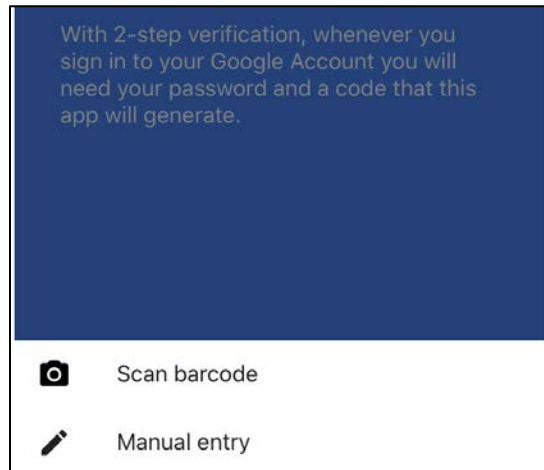 With 2-step verification, whenever you
sign in to your Google Account you will
need your password and a code that this
app will generate.
Scan barcode
Manual entry